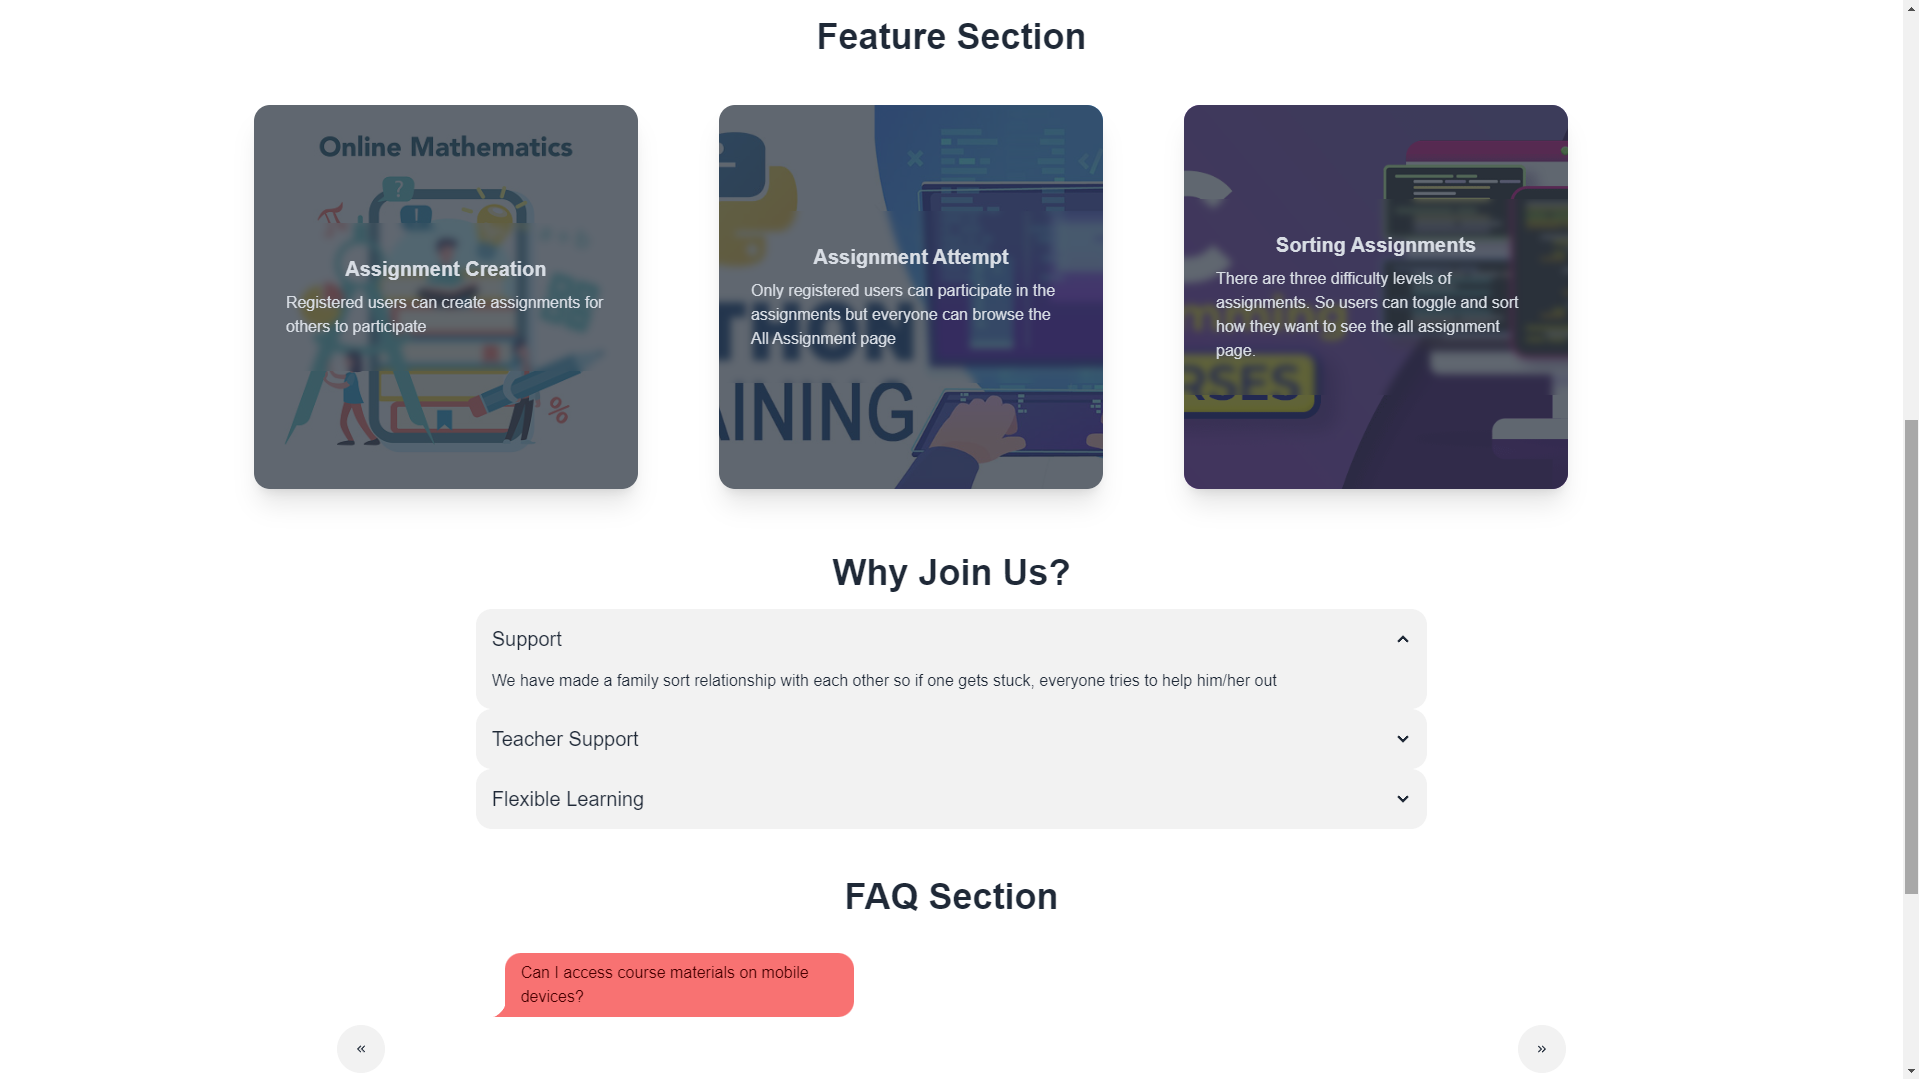 Feature Section
Online Mathematics
Assignment Creation
Registered users can create assignments for
others to participate
Assignment Attempt
Only registered users can participate in the
assignments but everyone can browse the
All Assignment page
THON
AINING
Sorting Assignments
There are three difficulty levels of
assignments. So users can toggle and sort
how they want to see the all assignment
page.
mming
RSES
Why Join Us?
Support
We have made a family sort relationship with each other so if one gets stuck, everyone tries to help him/her out
Teacher Support
Flexible Learning
FAQ Section
Can I access course materials on mobile
devices?
«
»